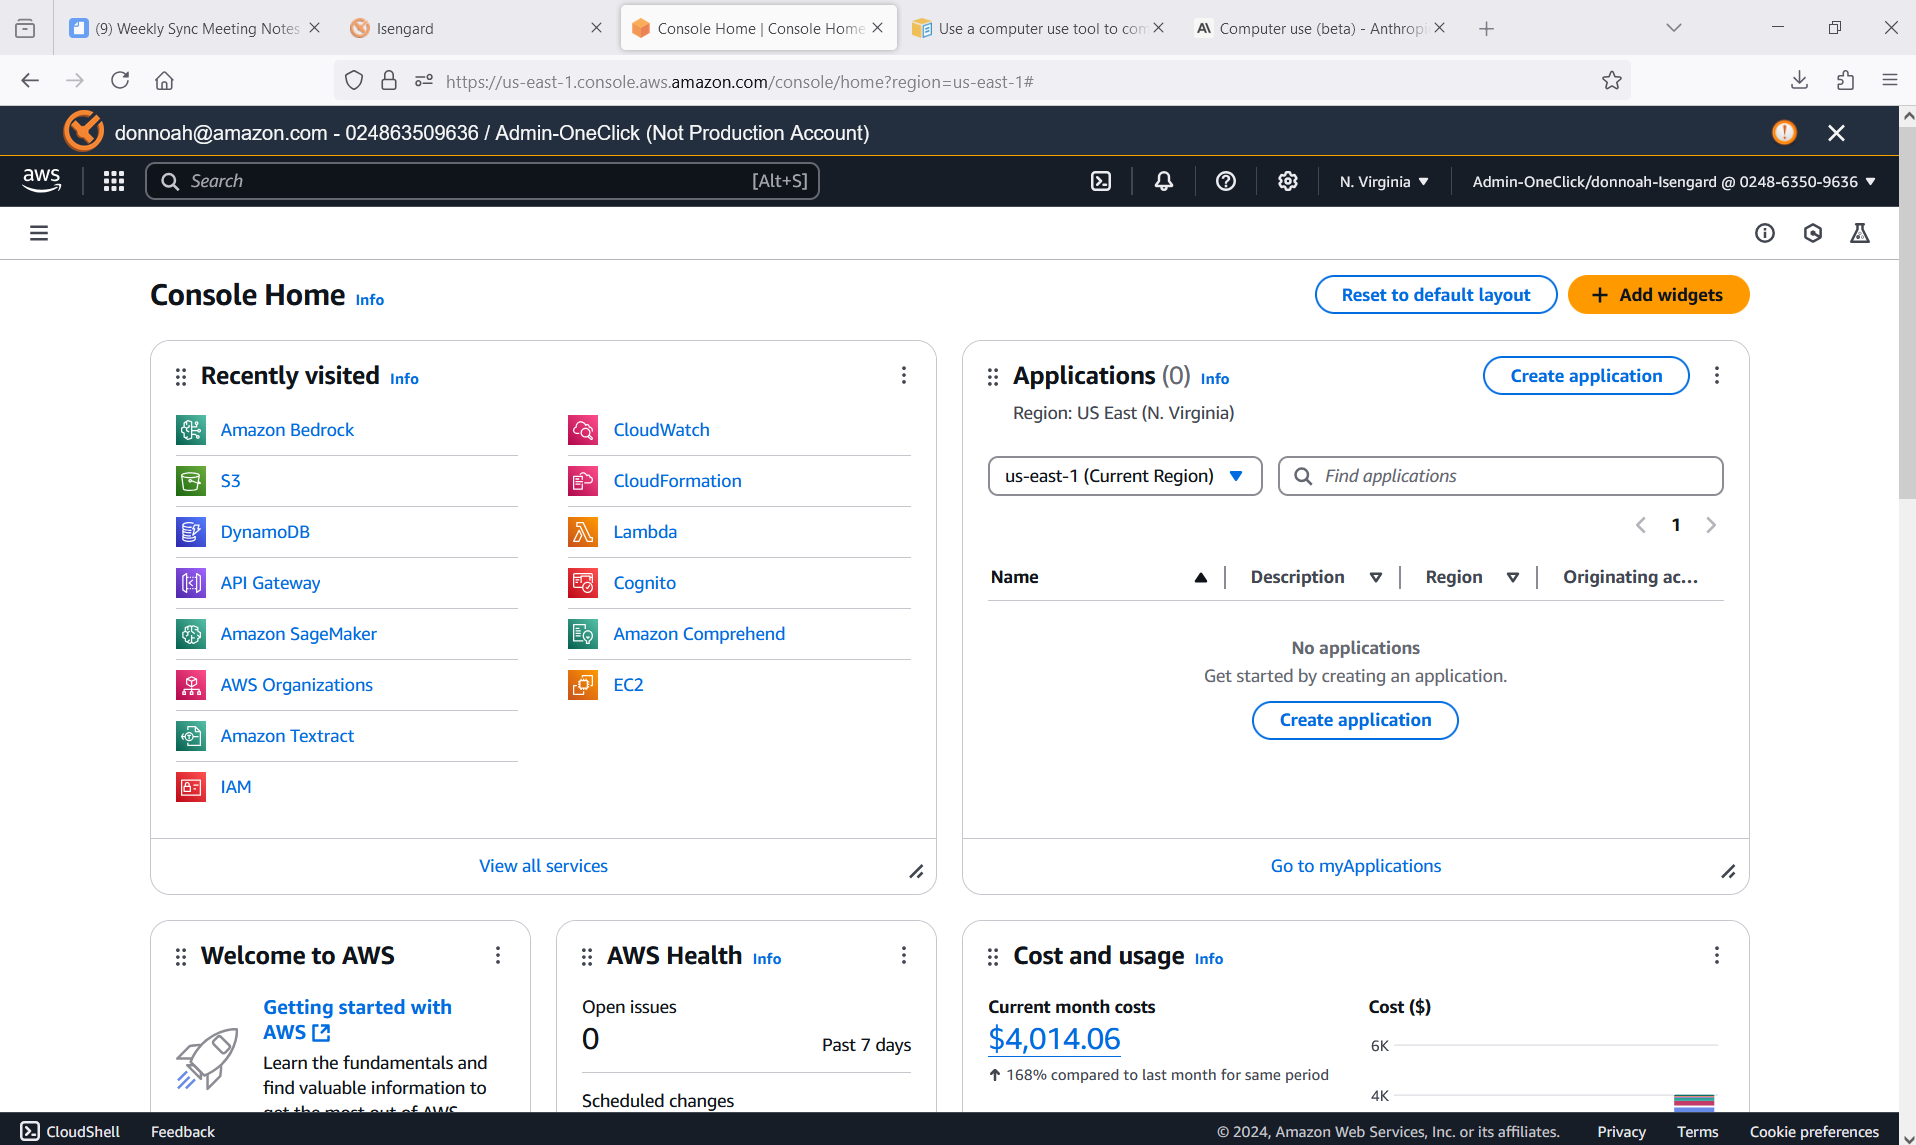 (9) Weekly Sync Meeting Notes
Isengard
Console Home | Console Home
Use a computer use tool to com
Computer use (beta) - Anthropi
https://us-east-1.console.aws.amazon.com/console/home?region=us-east-1#
donnoah@amazon.com - 024863509636 / Admin-OneClick (Not Production Account)
aws
Search
[Alt+S]
N. Virginia
Admin-OneClick/donnoah-Isengard @ 0248-6350-9636
Console Home Info
Reset to default layout
Add widgets
Recently visited Info
Amazon Bedrock
S3
DynamoDB
API Gateway
Amazon SageMaker
AWS Organizations
Amazon Textract
IAM
CloudWatch
CloudFormation
Lambda
Cognito
Amazon Comprehend
EC2
View all services
Applications (0) Info
Create application
Region: US East (N. Virginia)
us-east-1 (Current Region)
Find applications
1
Name Description Region Originating ac...
No applications
Get started by creating an application.
Create application
Go to myApplications
Welcome to AWS
Getting started with
AWS
Learn the fundamentals and
find valuable information to
get the most out of AWS.
AWS Health Info
Open issues
0
Past 7 days
Scheduled changes
Cost and usage Info
Current month costs
$4,014.06
168% compared to last month for same period
Cost ($)
6K
4K
CloudShell
Feedback
© 2024, Amazon Web Services, Inc. or its affiliates.
Privacy
Terms
Cookie preferences